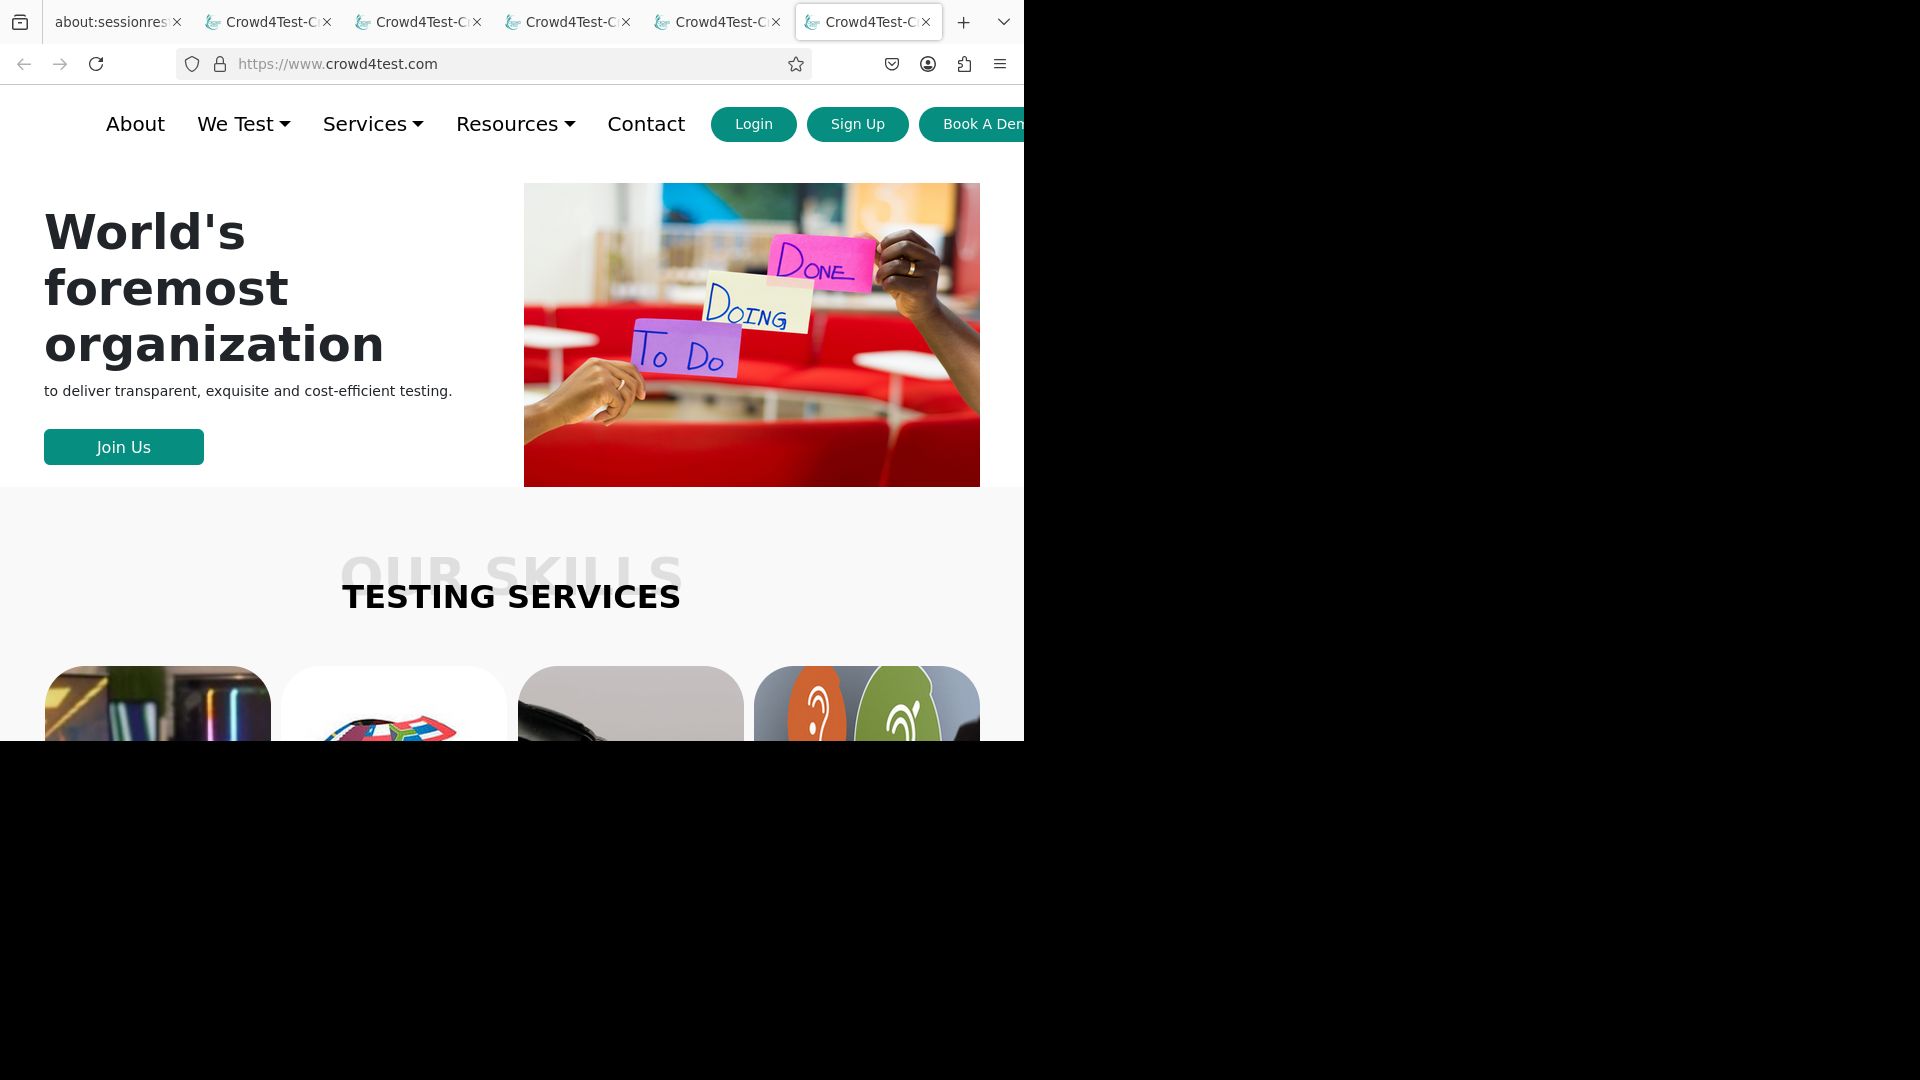 about:sessionres
Crowd4Test-C
Crowd4Test-C
Crowd4Test-C
Crowd4Test-C
Crowd4Test-C
https://www.crowd4test.com
About
We Test
Services
Resources
Contact
Login
Sign Up
Book A Dem
World's
foremost
organization
to deliver transparent, exquisite and cost-efficient testing.
Join Us
DONE
DOING
TO DO
OUR SKILLS
TESTING SERVICES